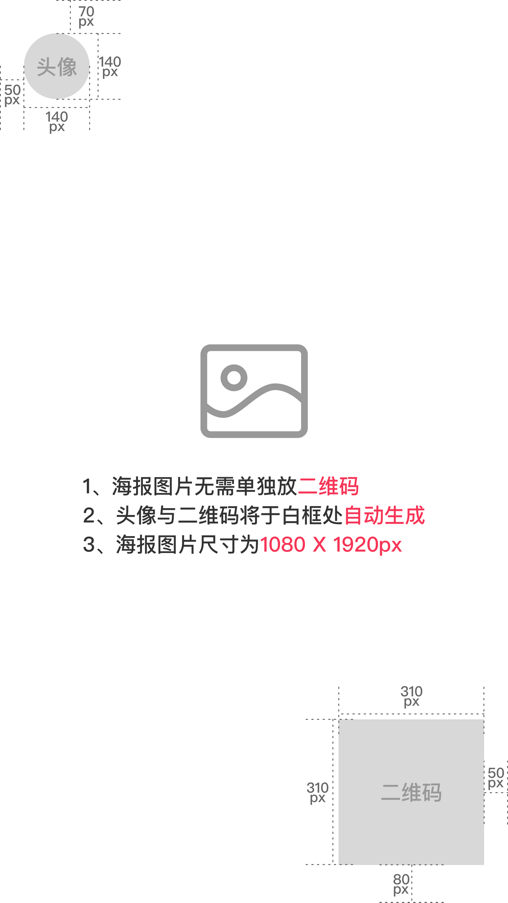 70
px
头像
140
px
50
px
140
px
1、海报图片无需单独放二维码
2、头像与二维码将于白框处自动生成
3、海报图片尺寸为1080 X 1920px
310
px
310
px
二维码
50
px
80
px